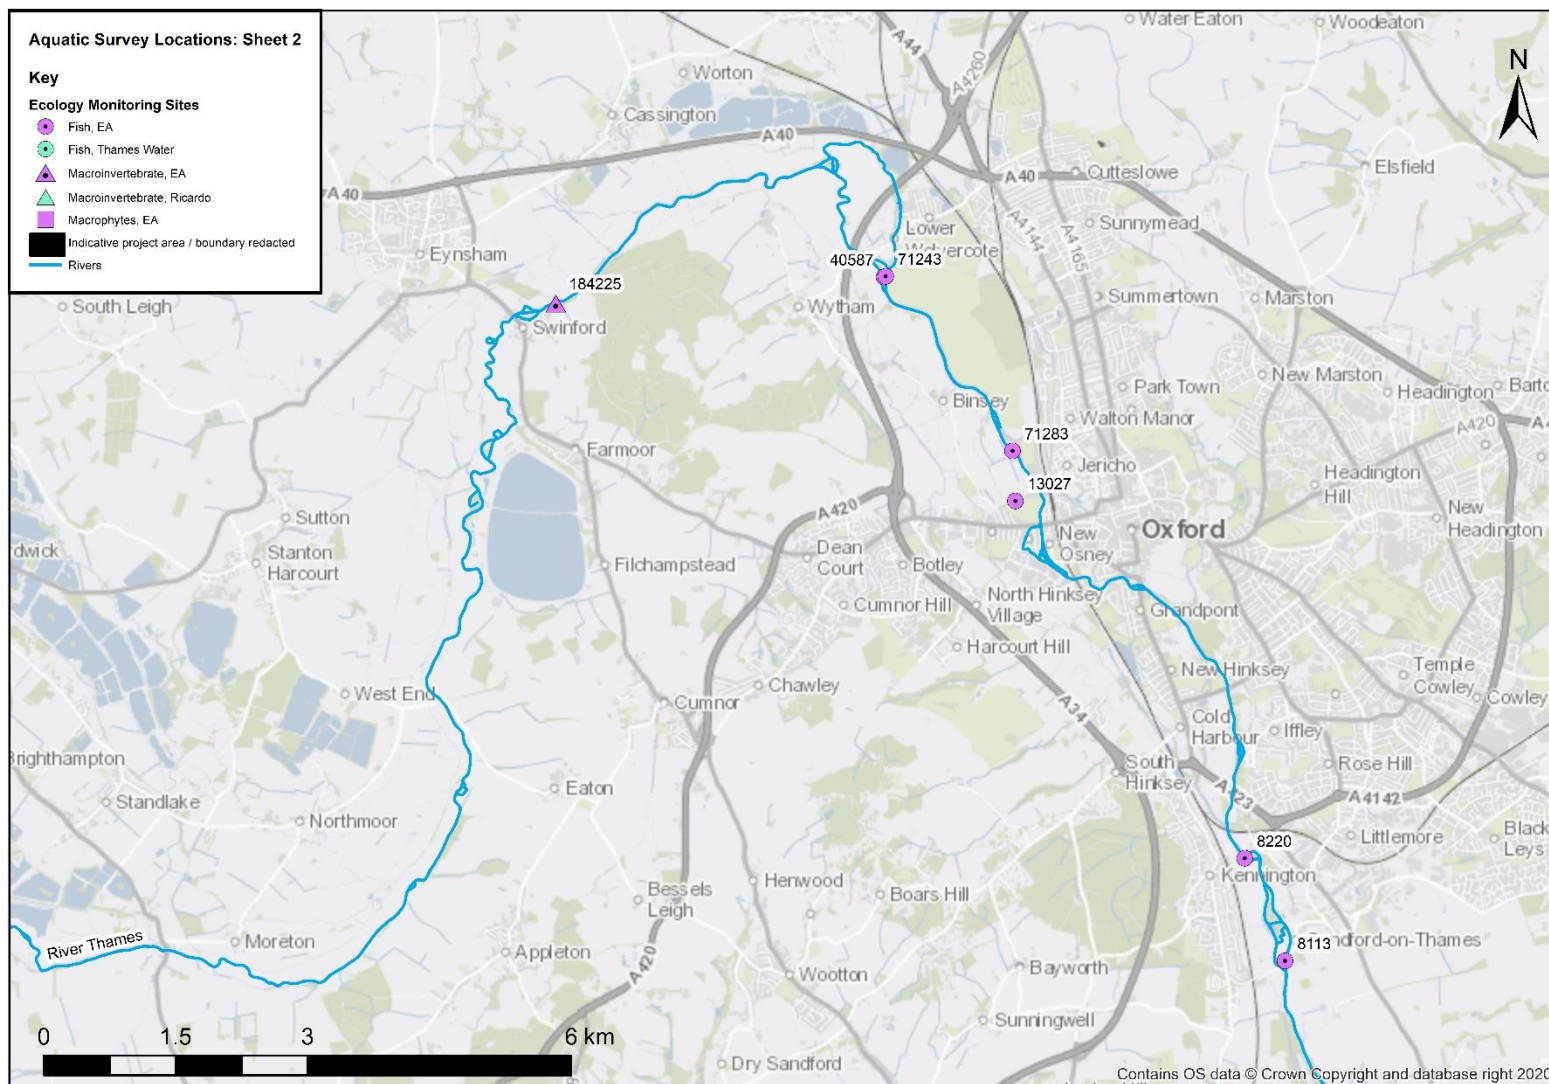 Aquatic Survey Locations: Sheet 2
Key
Ecology Monitoring Sites
Fish, EA
Fish, Thames Water
Macroinvertebrate, EA
Macroinvertebrate, Ricardo
Macrophytes, EA
Indicative project area / boundary redacted
Rivers
N
Water Eaton
Woodeaton
A44
A4260
Worton
Cassington
A40
A40
A40
Cutteslowe
Elsfield
A4144
A4165
Sunnymead
Lower
Wolvercote
Eynsham
40587
71243
184225
South Leigh
Swinford
Wytham
Summertown
Marston
New Marston
Headington
Park Town
Binsey
Walton Manor
A420
71283
Farmoor
Jericho
Headington
Hill
13027
New
Headington
A420
Sutton
Oxford
New
Osney
Stanton
Harcourt
Filchampstead
Dean
Court
Botley
Cumnor Hill
North Hinksey
Village
Grandpont
Harcourt Hill
New Hinksey
Temple
Cowley
Cowley
West End
Chawley
Cumnor
A34
Cold
Harbour
Iffley
Rose Hill
South
Hinksey
A423
A4142
Standlake
Eaton
Northmoor
Littlemore
Black
Leys
8220
Kennington
Henwood
Boars Hill
Bessels
Leigh
River Thames
Moreton
Appleton
A420
8113
ndford-on-Thames
Wootton
Bayworth
Sunningwell
Dry Sandford
0 1.5 3 6 km
Contains OS data © Crown Copyright and database right 2020